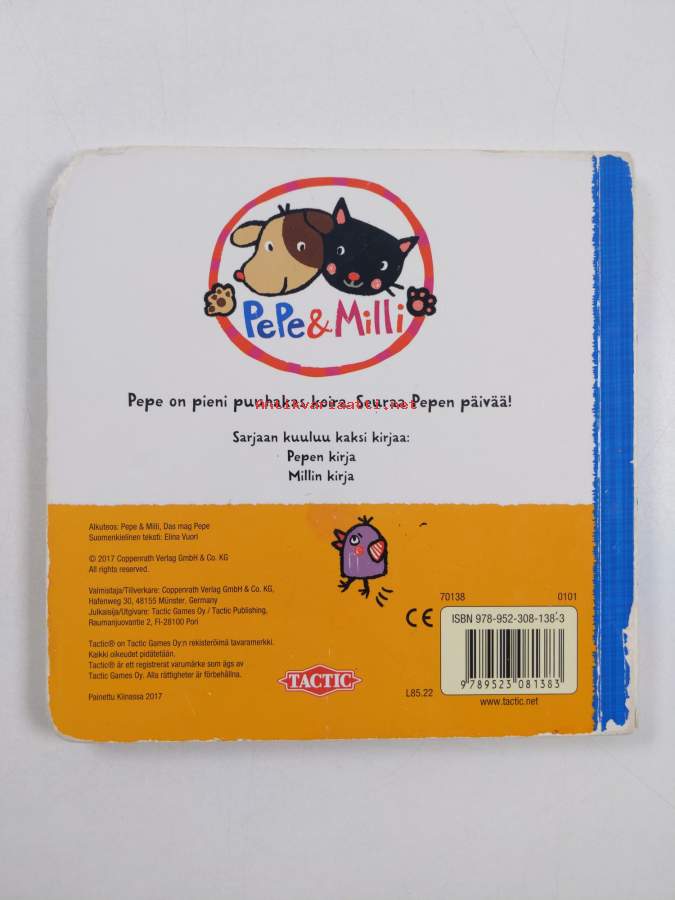 PePe & Milli
Pepe on pieni puuhakas koira. Seuraa Pepen päivää!
Antikvariaatti.net
Sarjaan kuuluu kaksi kirjaa:
Pepen kirja
Millin kirja
Alkuteos: Pepe & Milli, Das mag Pepe
Suomenkielinen teksti: Elina Vuori
© 2017 Coppenrath Verlag GmbH & Co. KG
All rights reserved.
Valmistaja/Tillverkare: Coppenrath Verlag GmbH & Co. KG,
Hafenweg 30, 48155 Münster, Germany
Julkaisija/Utgivare: Tactic Games Oy / Tactic Publishing,
Raumanjuovantie 2, FI-28100 Pori
Tactic® on Tactic Games Oy:n rekisteröimä tavaramerkki.
Kaikki oikeudet pidätetään.
Tactic® är ett registrerat varumärke som ägs av
Tactic Games Oy. Alla rättigheter är förbehållna.
Painettu Kiinassa 2017
TACTIC
CE
L85.22
70138 0101
ISBN 978-952-308-138-3
9 789523 081383
www.tactic.net